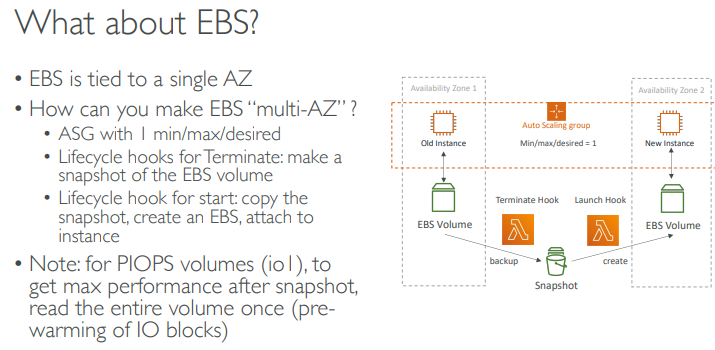 What about EBS?
• EBS is tied to a single AZ
• How can you make EBS “multi-AZ” ?
• ASG with 1 min/max/desired
• Lifecycle hooks for Terminate: make a
snapshot of the EBS volume
• Lifecycle hook for start: copy the
snapshot, create an EBS, attach to
instance
• Note: for PIOPS volumes (io1), to
get max performance after snapshot,
read the entire volume once (pre-
warming of IO blocks)
Availability Zone 1
Availability Zone 2
Auto Scaling group
Old Instance
Min/max/desired = 1
New Instance
Terminate Hook
Launch Hook
EBS Volume
EBS Volume
backup
create
Snapshot